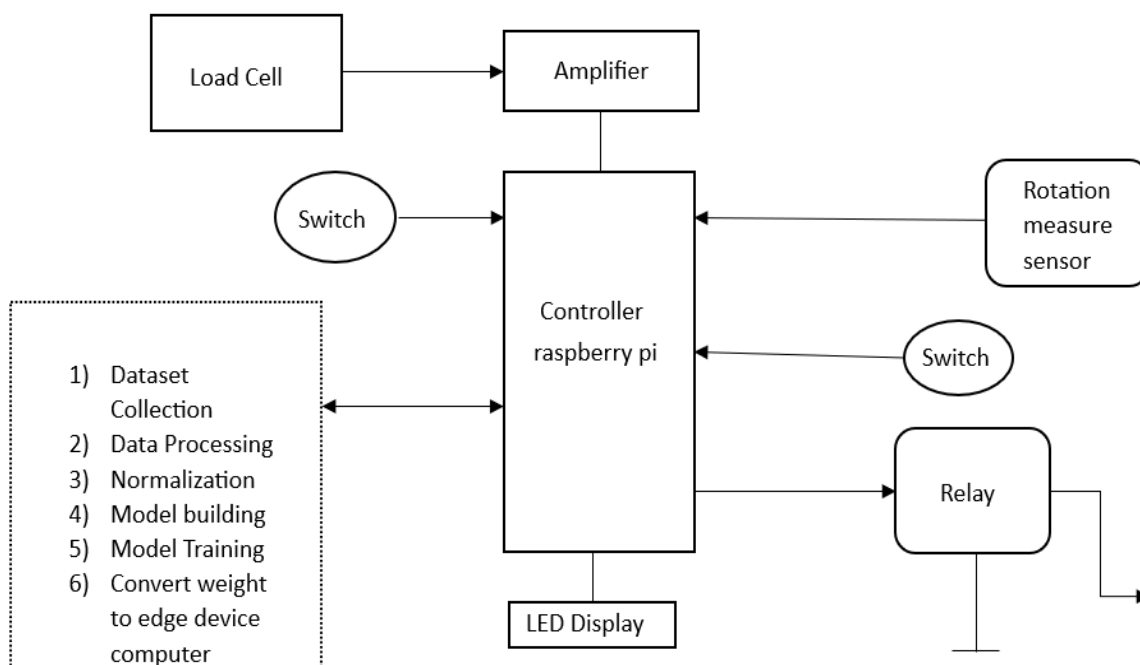 Load Cell
Amplifier
Switch
Rotation
measure
sensor
Controller
raspberry pi
Switch
1) Dataset
Collection
2) Data Processing
3) Normalization
4) Model building
5) Model Training
6) Convert weight
to edge device
computer
Relay
LED Display